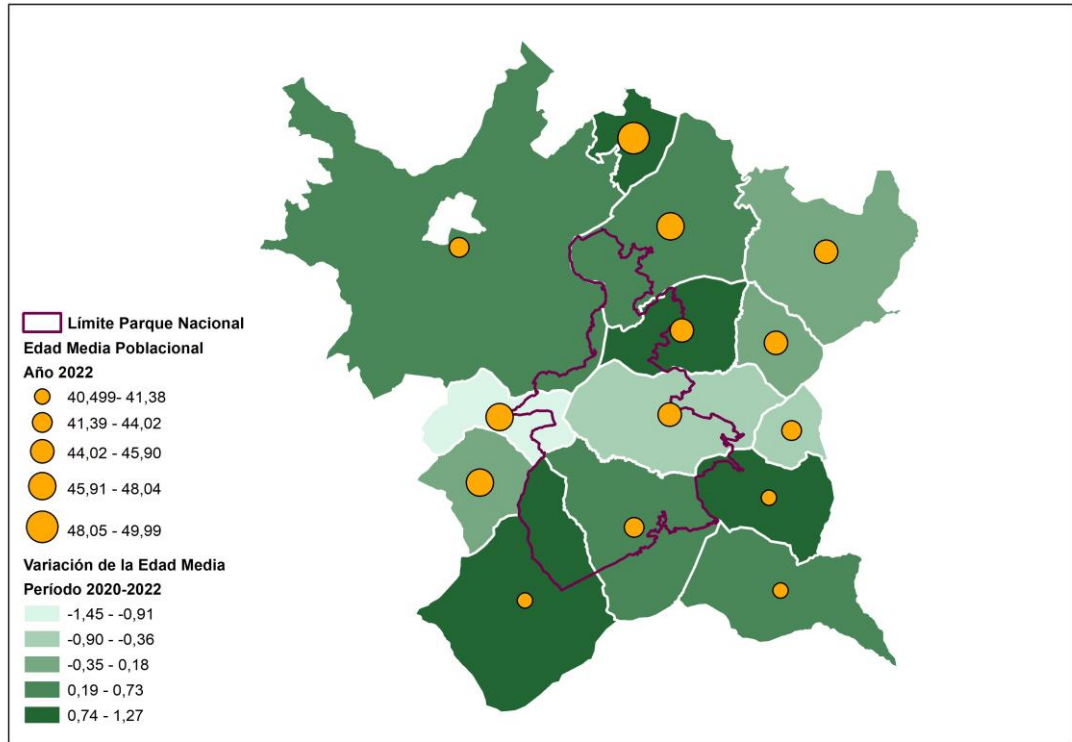 Límite Parque Nacional
Edad Media Poblacional
Año 2022
40,499- 41,38
41,39 - 44,02
44,02 - 45,90
45,91 - 48,04
48,05 - 49,99
Variación de la Edad Media
Período 2020-2022
-1,45 - -0,91
-0,90 - -0,36
-0,35 - 0,18
0,19 - 0,73
0,74 - 1,27